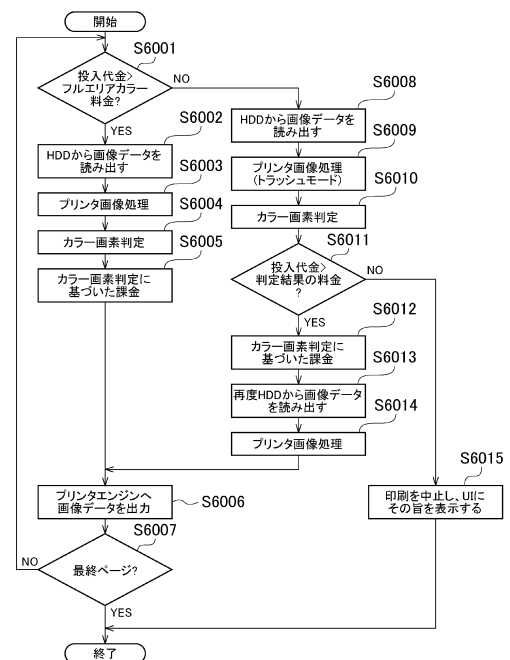 開始
S6001
投入代金>
フルエリアカラー
料金?
NO
YES
S6002
HDDから画像データを
読み出す
S6003
プリンタ画像処理
S6004
カラー画素判定
S6005
カラー画素判定に
基づいた課金
S6008
HDDから画像データを
読み出す
S6009
プリンタ画像処理
(トラッシュモード)
S6010
カラー画素判定
S6011
投入代金>
判定結果の料金
?
NO
YES
S6012
カラー画素判定に
基づいた課金
S6013
再度HDDから画像データ
を読み出す
S6014
プリンタ画像処理
S6015
印刷を中止し、UIに
その旨を表示する
プリンタエンジンへ
画像データを出力
S6006
S6007
最終ページ?
NO
YES
終了